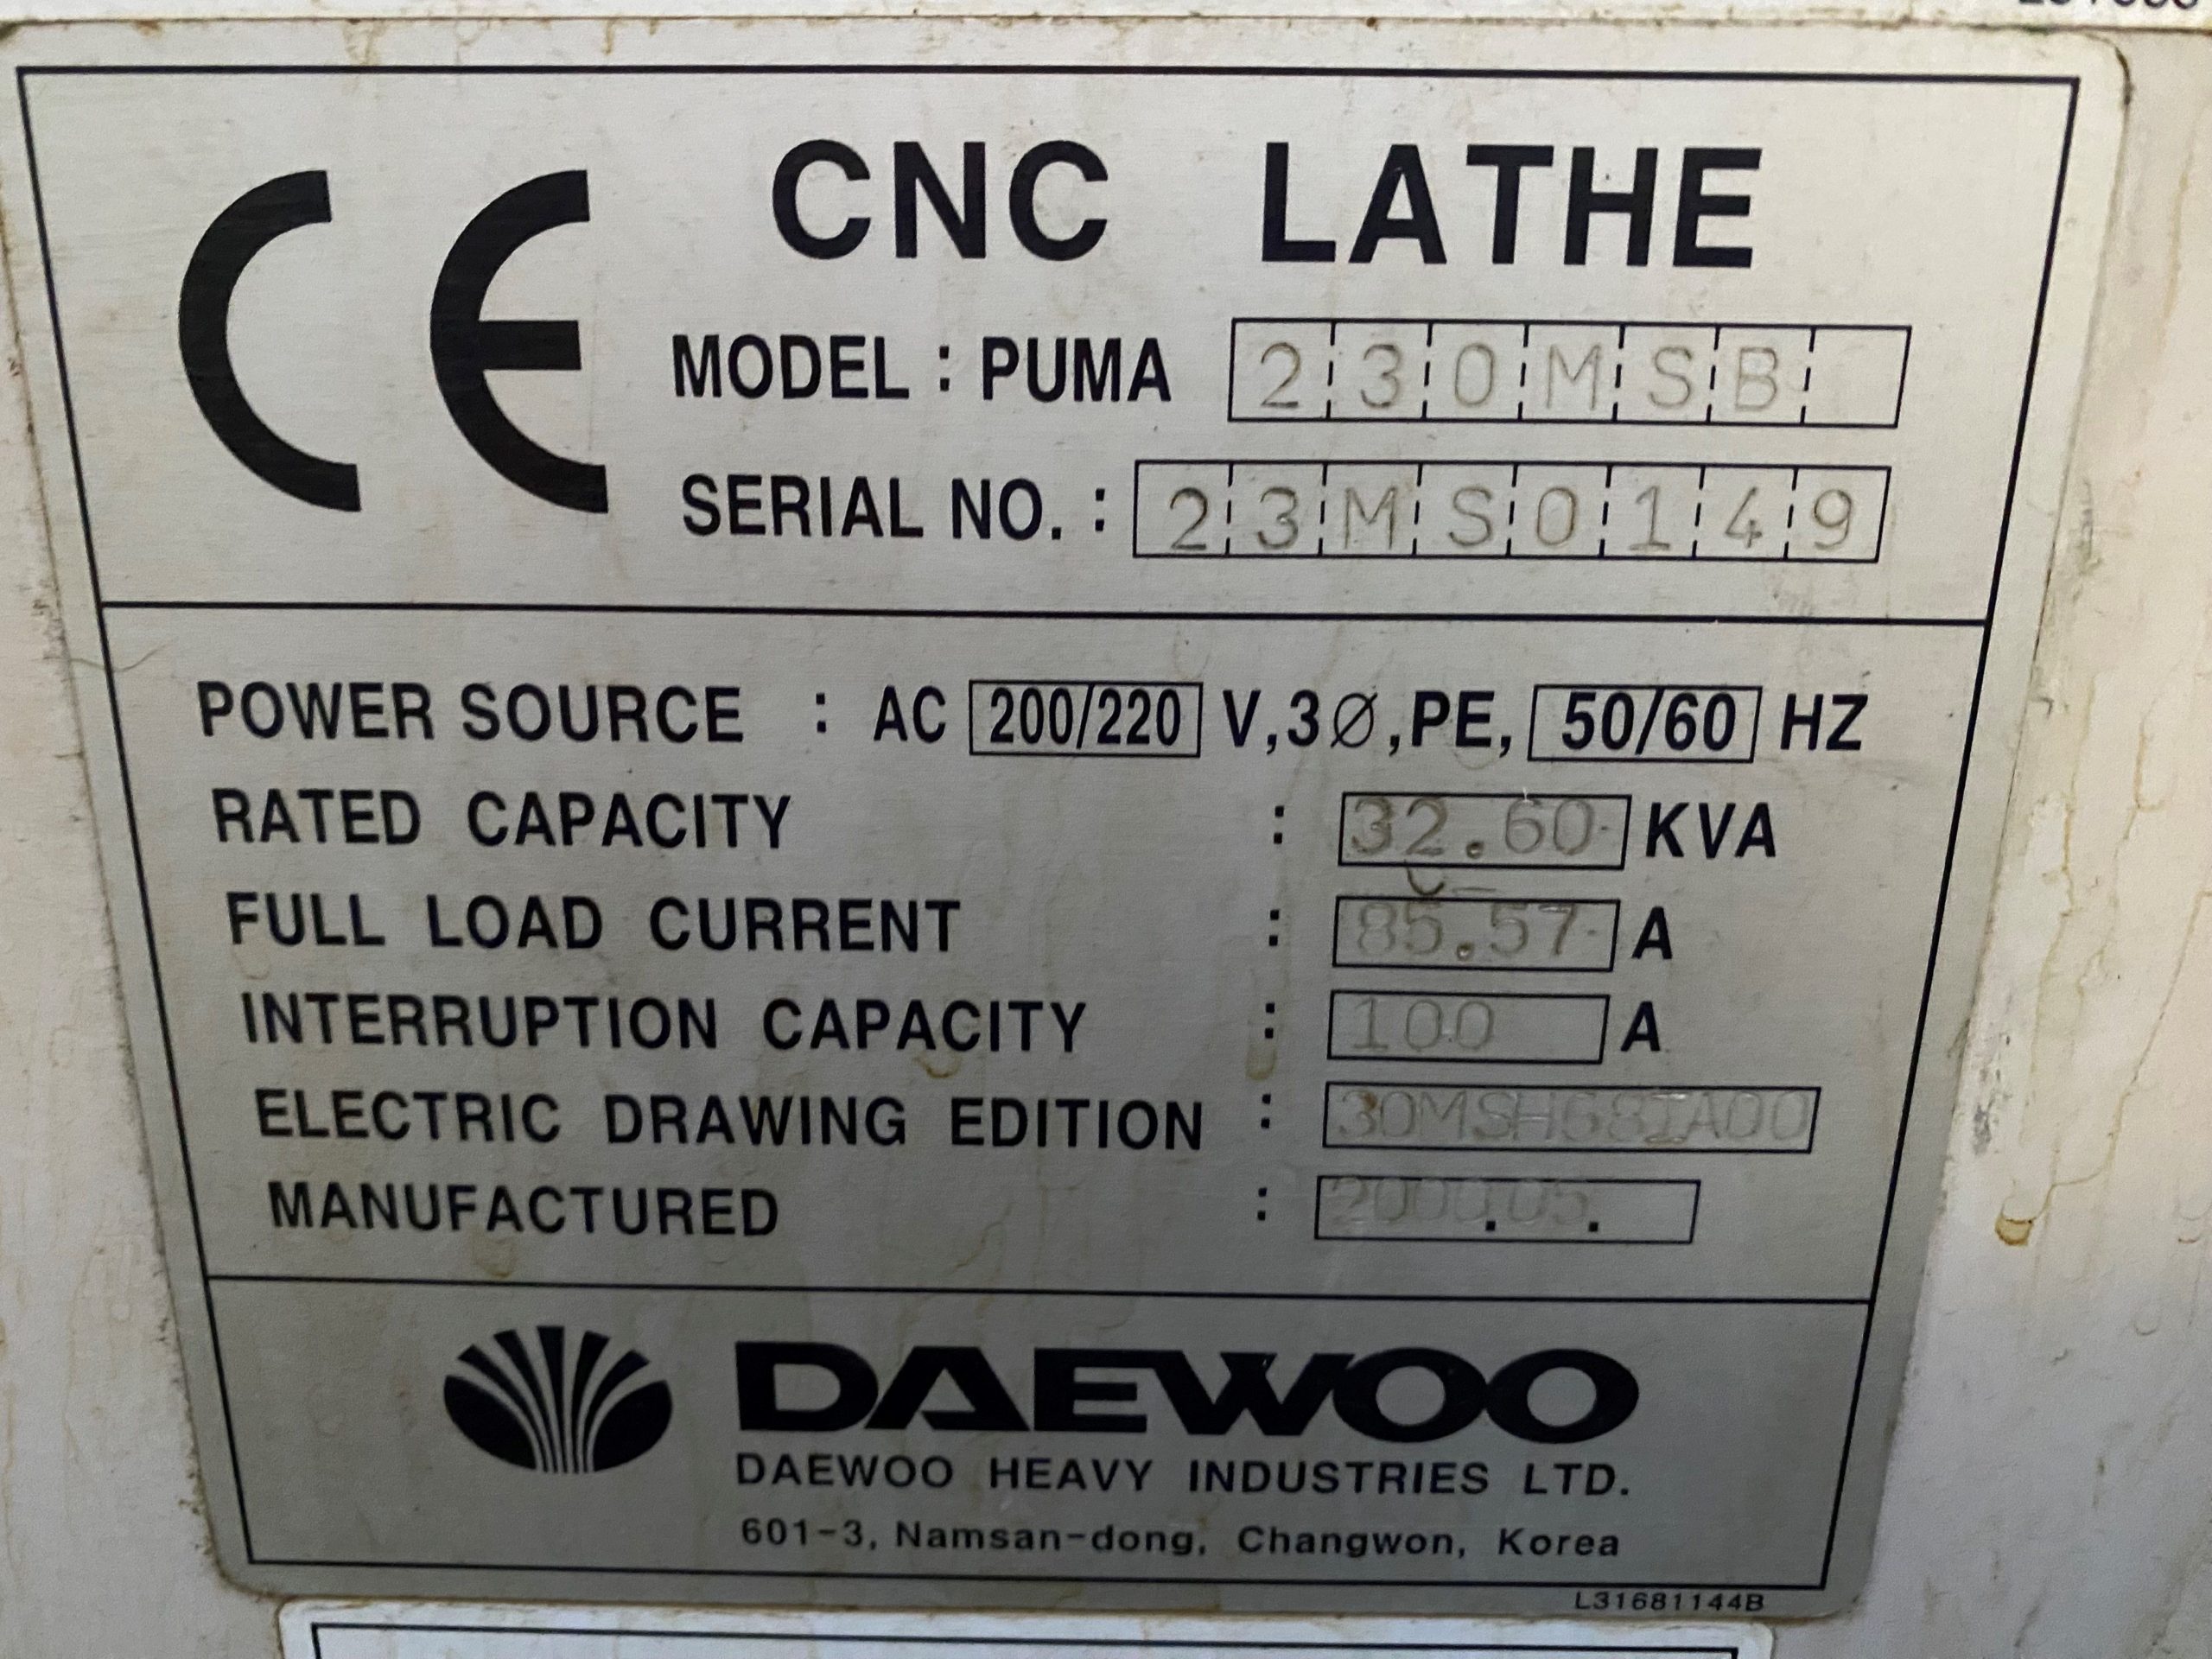 CE CNC LATHE
MODEL : PUMA 230MSB
SERIAL NO. : 23MS0149
POWER SOURCE : AC 200/220 V,3Ø,PE, 50/60 HZ
RATED CAPACITY : 32.60 KVA
FULL LOAD CURRENT : 85.57 A
INTERRUPTION CAPACITY : 100 A
ELECTRIC DRAWING EDITION :
MANUFACTURED : 2000.05.
DAEWOO
DAEWOO HEAVY INDUSTRIES LTD.
601-3, Namsan-dong, Changwon, Korea
L31681144B